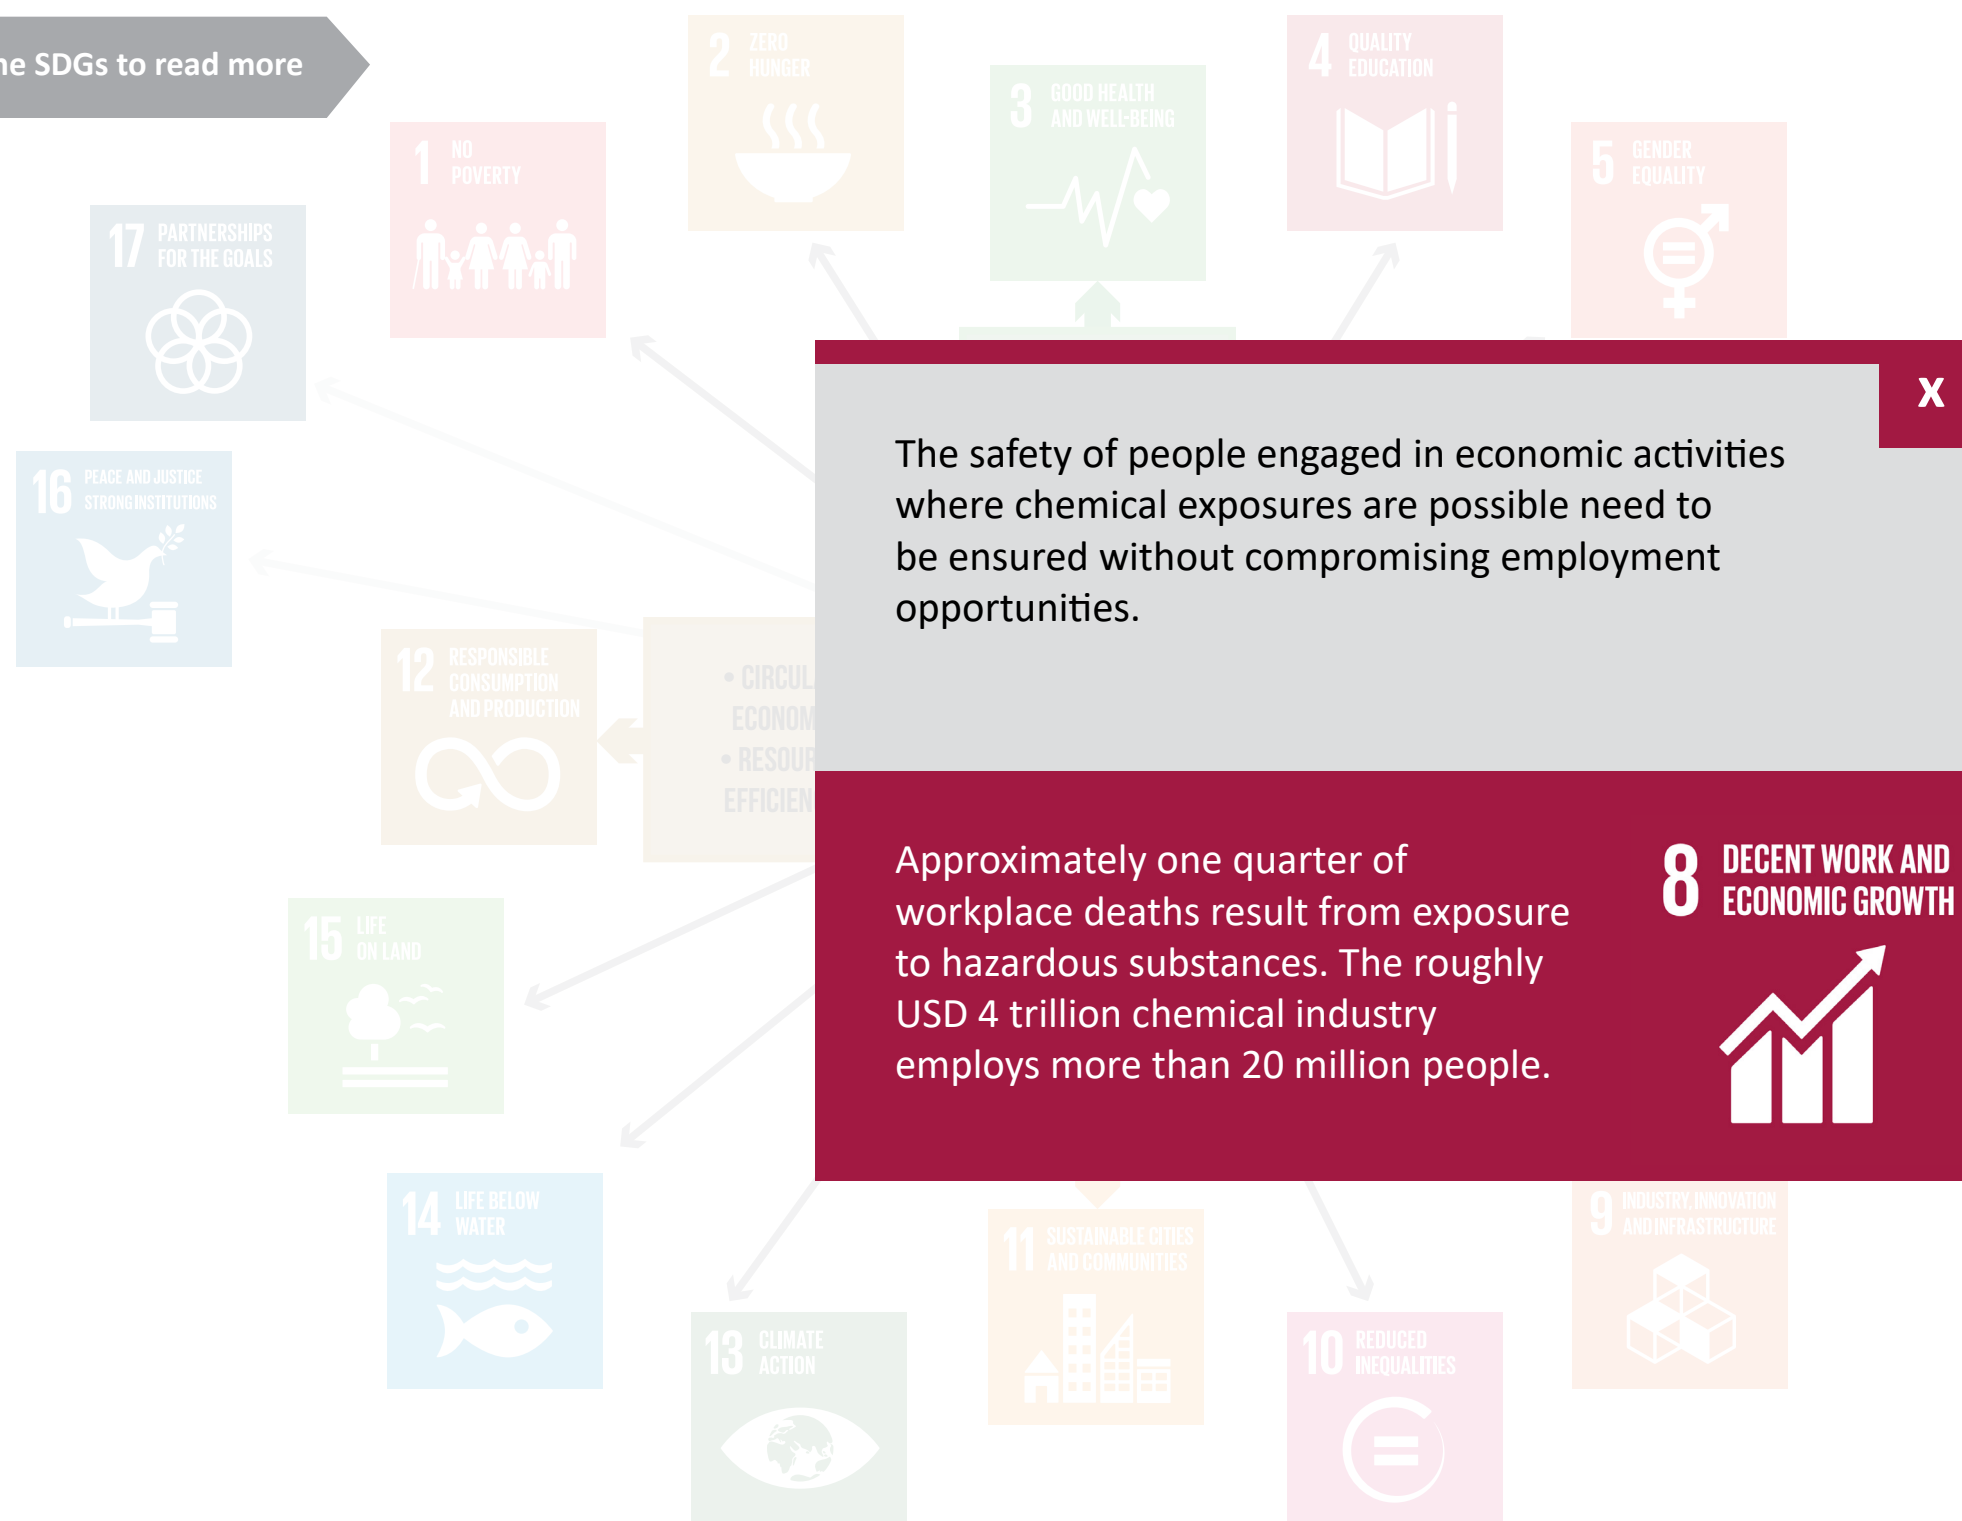 ne SDGs to read more
2 ZERO
HUNGER
3 GOOD HEALTH
AND WELL-BEING
4 QUALITY
EDUCATION
1 NO
POVERTY
5 GENDER
EQUALITY
17 PARTNERSHIPS
FOR THE GOALS
X
The safety of people engaged in economic activities
where chemical exposures are possible need to
be ensured without compromising employment
opportunities.
16 PEACE AND JUSTICE
STRONG INSTITUTIONS
12 RESPONSIBLE
CONSUMPTION
AND PRODUCTION
• CIRCUL
ECONOM
• RESOUR
EFFICIEN
Approximately one quarter of
workplace deaths result from exposure
to hazardous substances. The roughly
USD 4 trillion chemical industry
employs more than 20 million people.
8 DECENT WORK AND
ECONOMIC GROWTH
15 LIFE
ON LAND
14 LIFE BELOW
WATER
11 SUSTAINABLE CITIES
AND COMMUNITIES
9 INDUSTRY, INNOVATION
AND INFRASTRUCTURE
13 CLIMATE
ACTION
10 REDUCED
INEQUALITIES